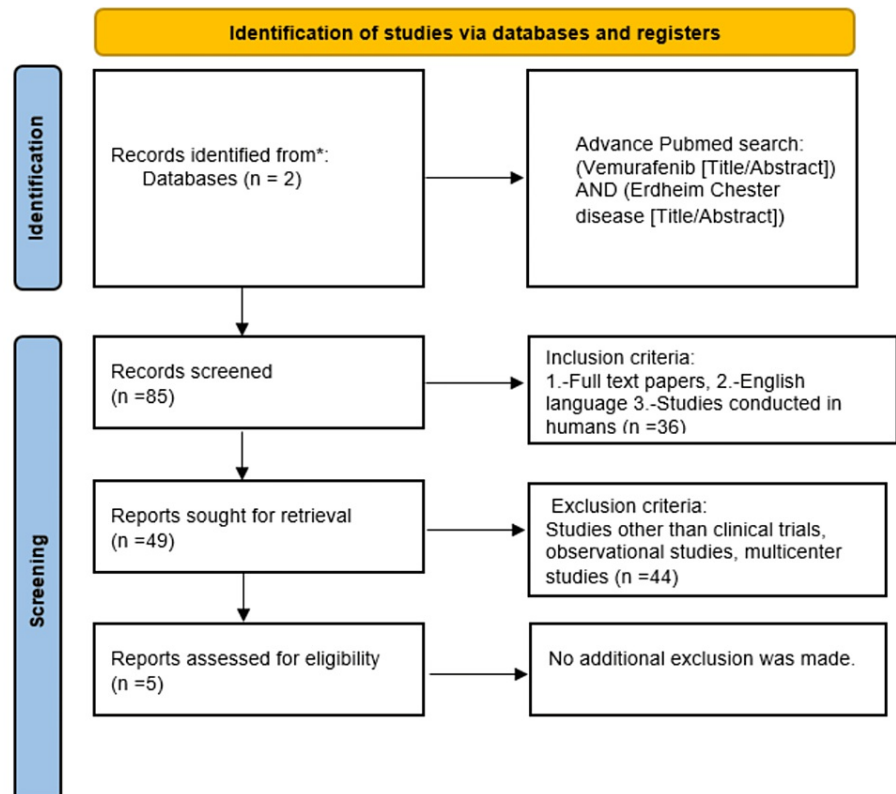 Identification of studies via databases and registers
Identification
Records identified from*:
Databases (n = 2)
Advance Pubmed search:
(Vemurafenib [Title/Abstract])
AND (Erdheim Chester
disease [Title/Abstract])
Screening
Records screened
(n =85)
Inclusion criteria:
1.-Full text papers, 2.-English
language 3.-Studies conducted in
humans (n =36)
Reports sought for retrieval
(n =49)
Exclusion criteria:
Studies other than clinical trials,
observational studies, multicenter
studies (n =44)
Reports assessed for eligibility
(n =5)
No additional exclusion was made.